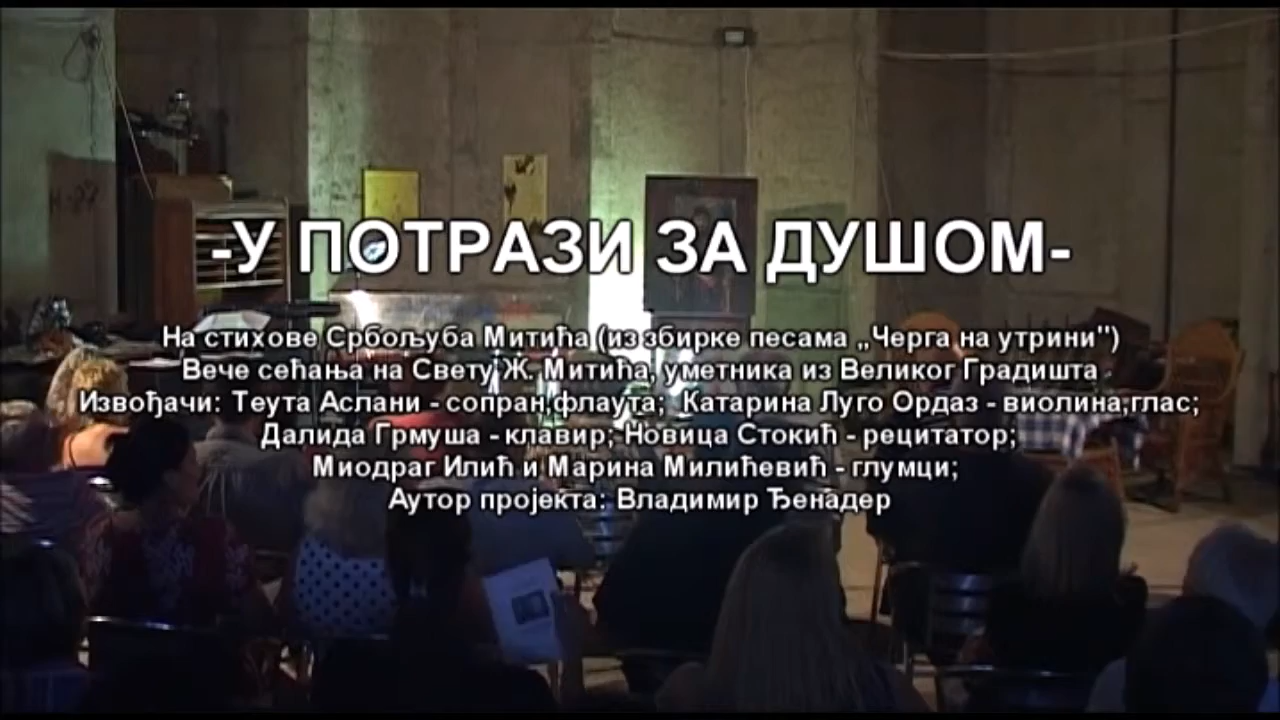 -У ПОТРАЗИ ЗА ДУШОМ-
На стихове Србољуба Митића (из збирке песама „Черга на утрини")
Вече сећања на Свету Ж. Митића, уметника из Великог Градишта
Извођачи: Теута Аслани - сопран,флаута; Катарина Луго Ордаз - виолина,глас;
Далида Грмуша - клавир; Новица Стокић - рецитатор;
Миодраг Илић и Марина Милићевић - глумци;
Аутор пројекта: Владимир Ђенадер